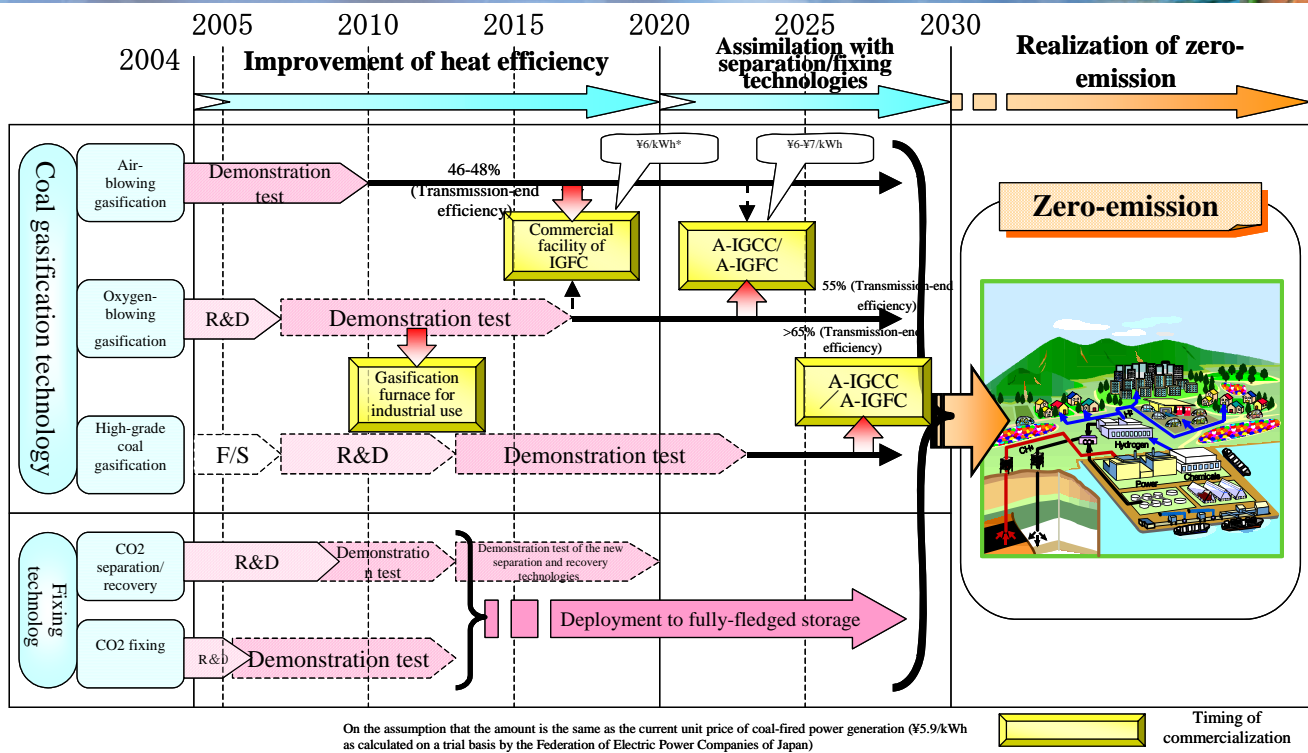 2005
2010
2015
2020
2025
2030
2004
Improvement of heat efficiency
Assimilation with
separation/fixing
technologies
Realization of zero-
emission
Coal gasification technology
Air-
blowing
gasification
Demonstration
test
46-48%
(Transmission-end
efficiency)
¥6/kWh*
¥6-¥7/kWh
Commercial
facility of
IGFC
A-IGCC/
A-IGFC
Oxygen-
blowing
gasification
R&D
Demonstration test
55% (Transmission-end
efficiency)
>65% (Transmission-end
efficiency)
Gasification
furnace for
industrial use
A-IGCC
／A-IGFC
High-grade
coal
gasification
F/S
R&D
Demonstration test
Fixing
technolog
CO2
separation/
recovery
R&D
Demonstratio
n test
Demonstration test of the new
separation and recovery
technologies
Deployment to fully-fledged storage
CO2 fixing
R&D
Demonstration test
Zero-emission
Hydrogen
Power
Chemicals
On the assumption that the amount is the same as the current unit price of coal-fired power generation (¥5.9/kWh
as calculated on a trial basis by the Federation of Electric Power Companies of Japan)
Timing of
commercialization